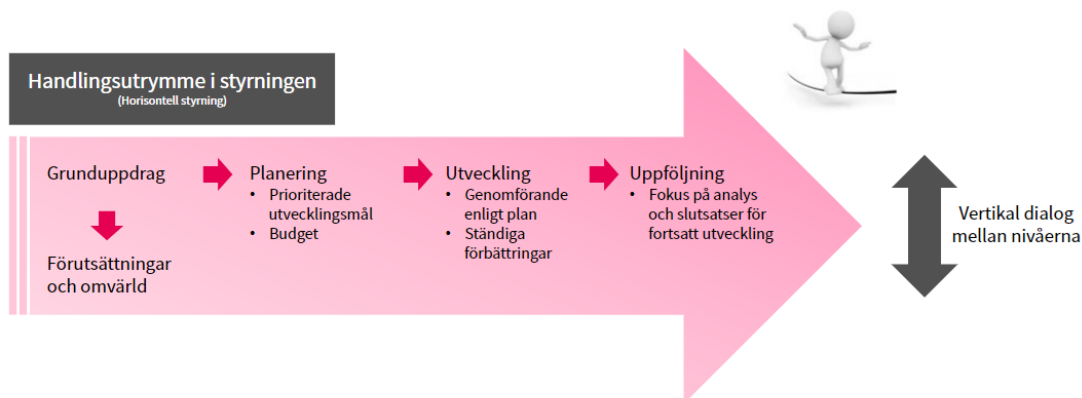 Handlingsutrymme i styrningen
(Horisontell styrning)
Grunduppdrag
Förutsättningar
och omvärld
Planering
• Prioriterade
utvecklingsmål
• Budget
Utveckling
• Genomförande
enligt plan
• Ständiga
förbättringar
Uppföljning
• Fokus på analys
och slutsatser för
fortsatt utveckling
Vertikal dialog
mellan nivåerna